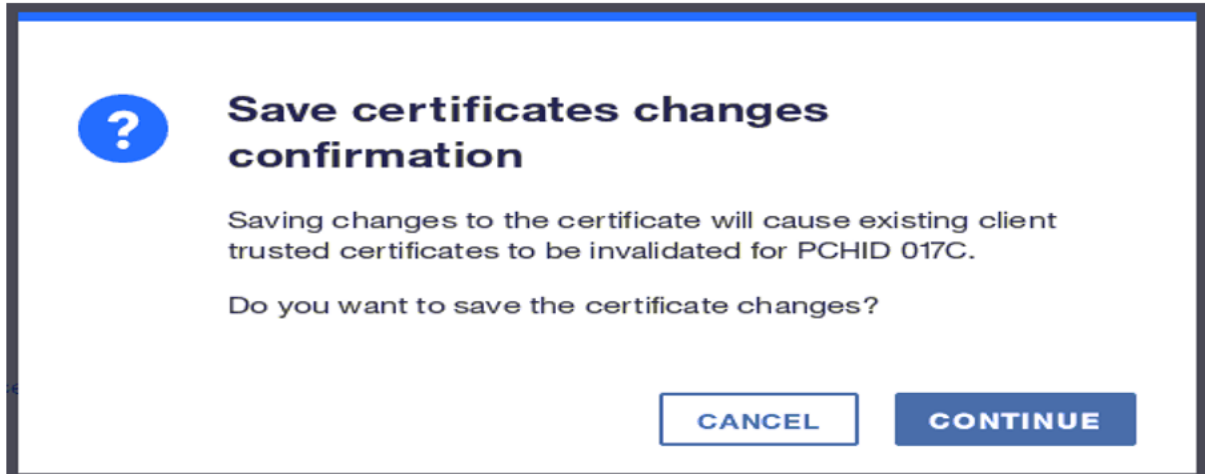 ?
Save certificates changes
confirmation
Saving changes to the certificate will cause existing client
trusted certificates to be invalidated for PCHID 017C.
Do you want to save the certificate changes?
CANCEL
CONTINUE